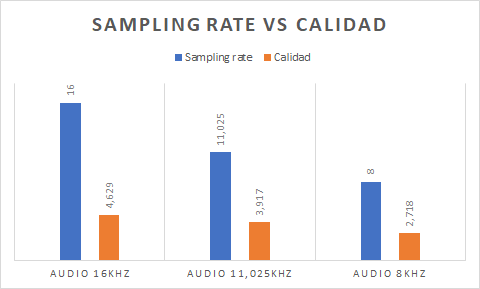 SAMPLING RATE VS CALIDAD
Sampling rate Calidad
16
4,629
11,025
3,917
8
2,718
AUDIO 16KHZ AUDIO 11,025KHZ AUDIO 8KHZ